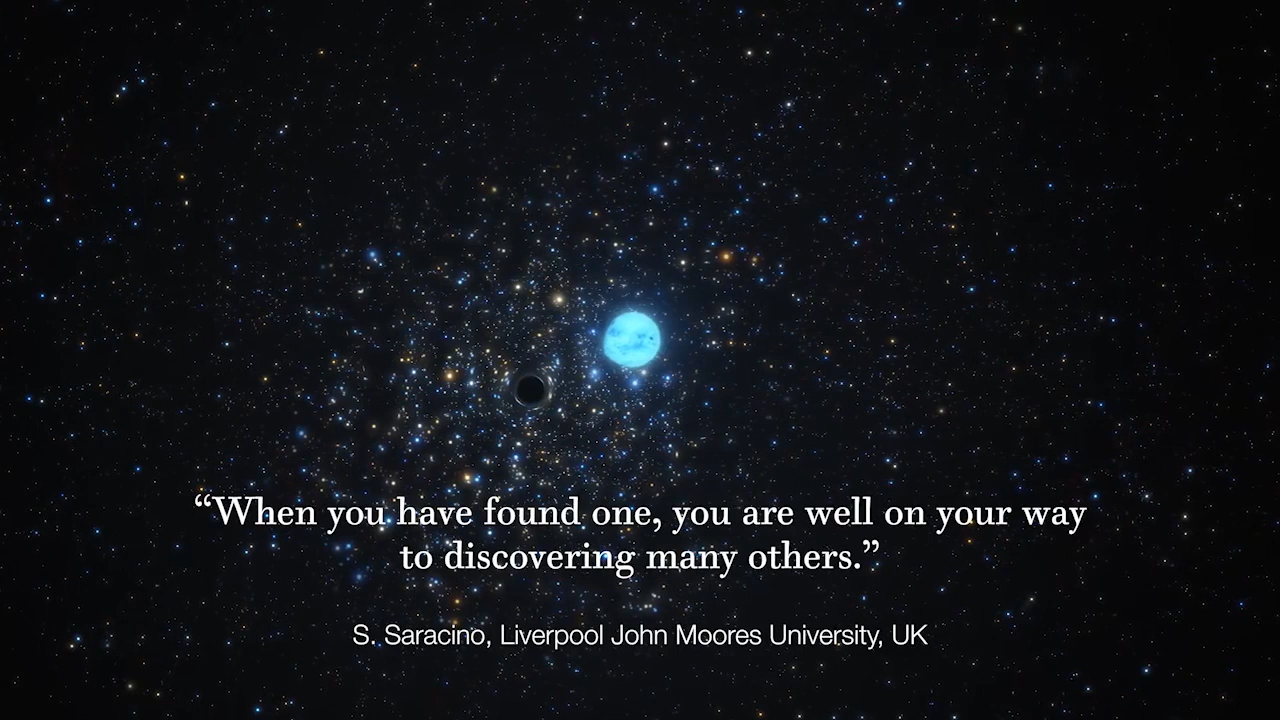 “When you have found one, you are well on your way
to discovering many others.”
S. Saracino, Liverpool John Moores University, UK